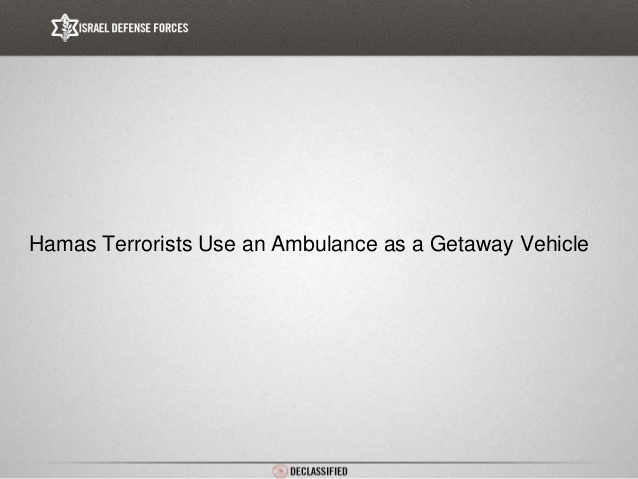 ISRAEL DEFENSE FORCES
Hamas Terrorists Use an Ambulance as a Getaway Vehicle
DECLASSIFIED